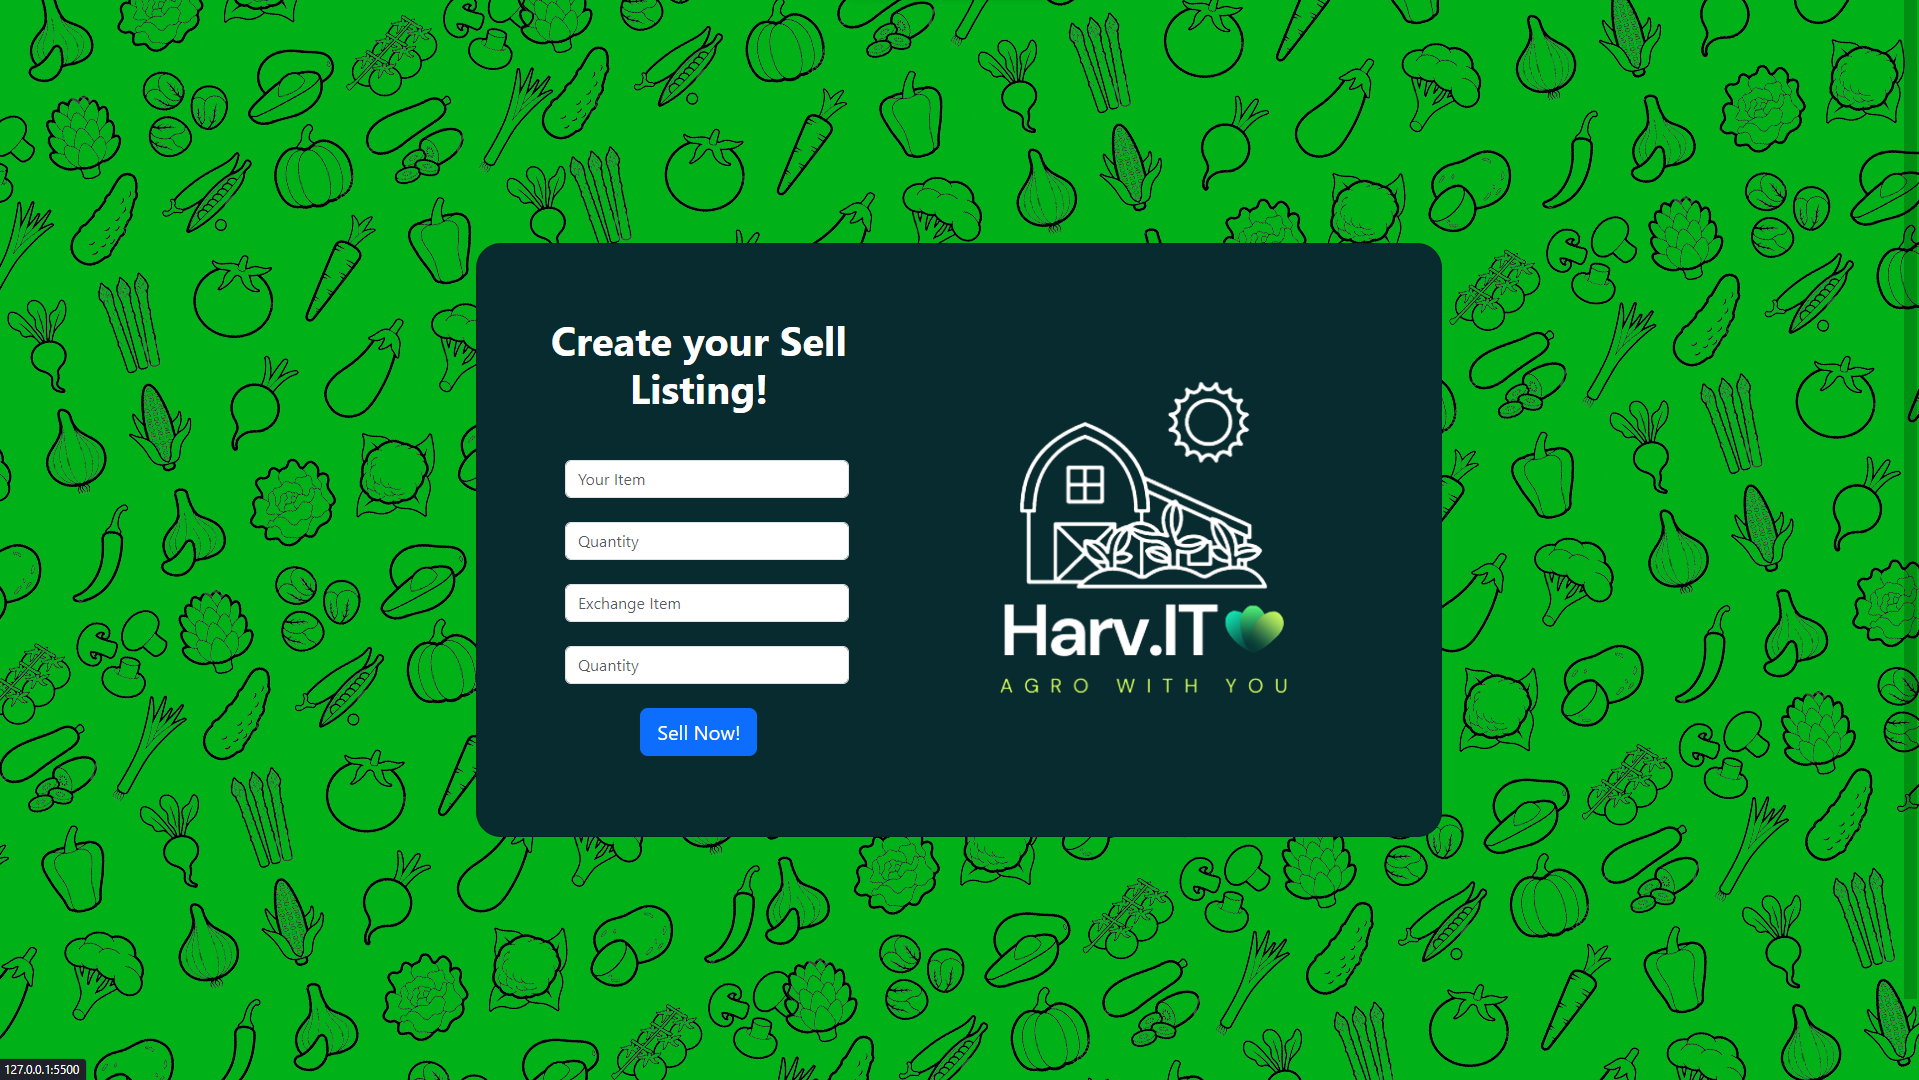 Create your Sell
Listing!
Your Item
Quantity
Exchange Item
Quantity
Sell Now!
Harv.IT
AGRO WITH YOU
127.0.0.1:5500